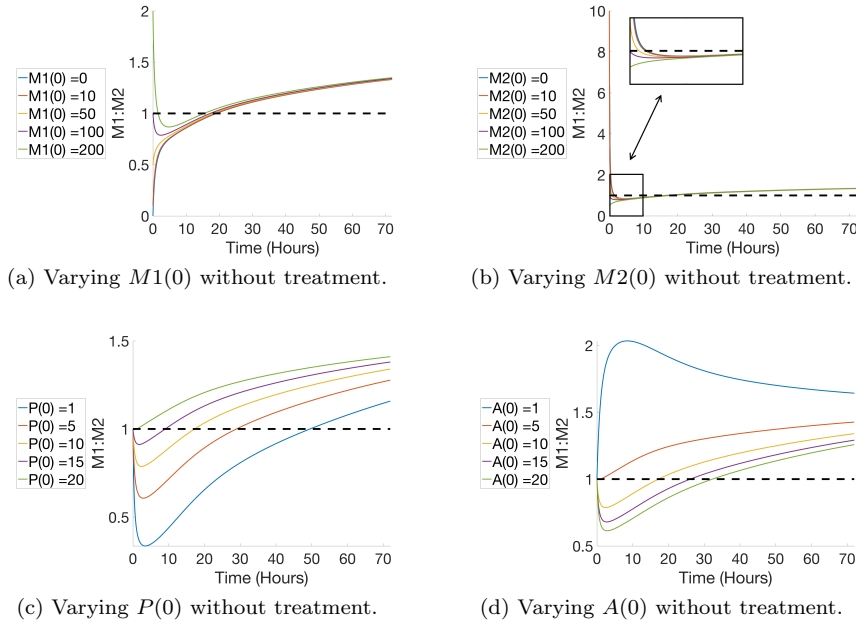 2
1.5
1
0.5
0
M1:M2
M1(0) =0
M1(0) =10
M1(0) =50
M1(0) =100
M1(0) =200
0 10 20 30 40 50 60 70
Time (Hours)
(a) Varying M1(0) without treatment.
10
8
6
4
2
0
M1:M2
M2(0) =0
M2(0) =10
M2(0) =50
M2(0) =100
M2(0) =200
0 10 20 30 40 50 60 70
Time (Hours)
(b) Varying M2(0) without treatment.
1.5
1
0.5
M1:M2
P(0) =1
P(0) =5
P(0) =10
P(0) =15
P(0) =20
0 10 20 30 40 50 60 70
Time (Hours)
(c) Varying P(0) without treatment.
2
1.5
1
0.5
M1:M2
A(0) =1
A(0) =5
A(0) =10
A(0) =15
A(0) =20
0 10 20 30 40 50 60 70
Time (Hours)
(d) Varying A(0) without treatment.